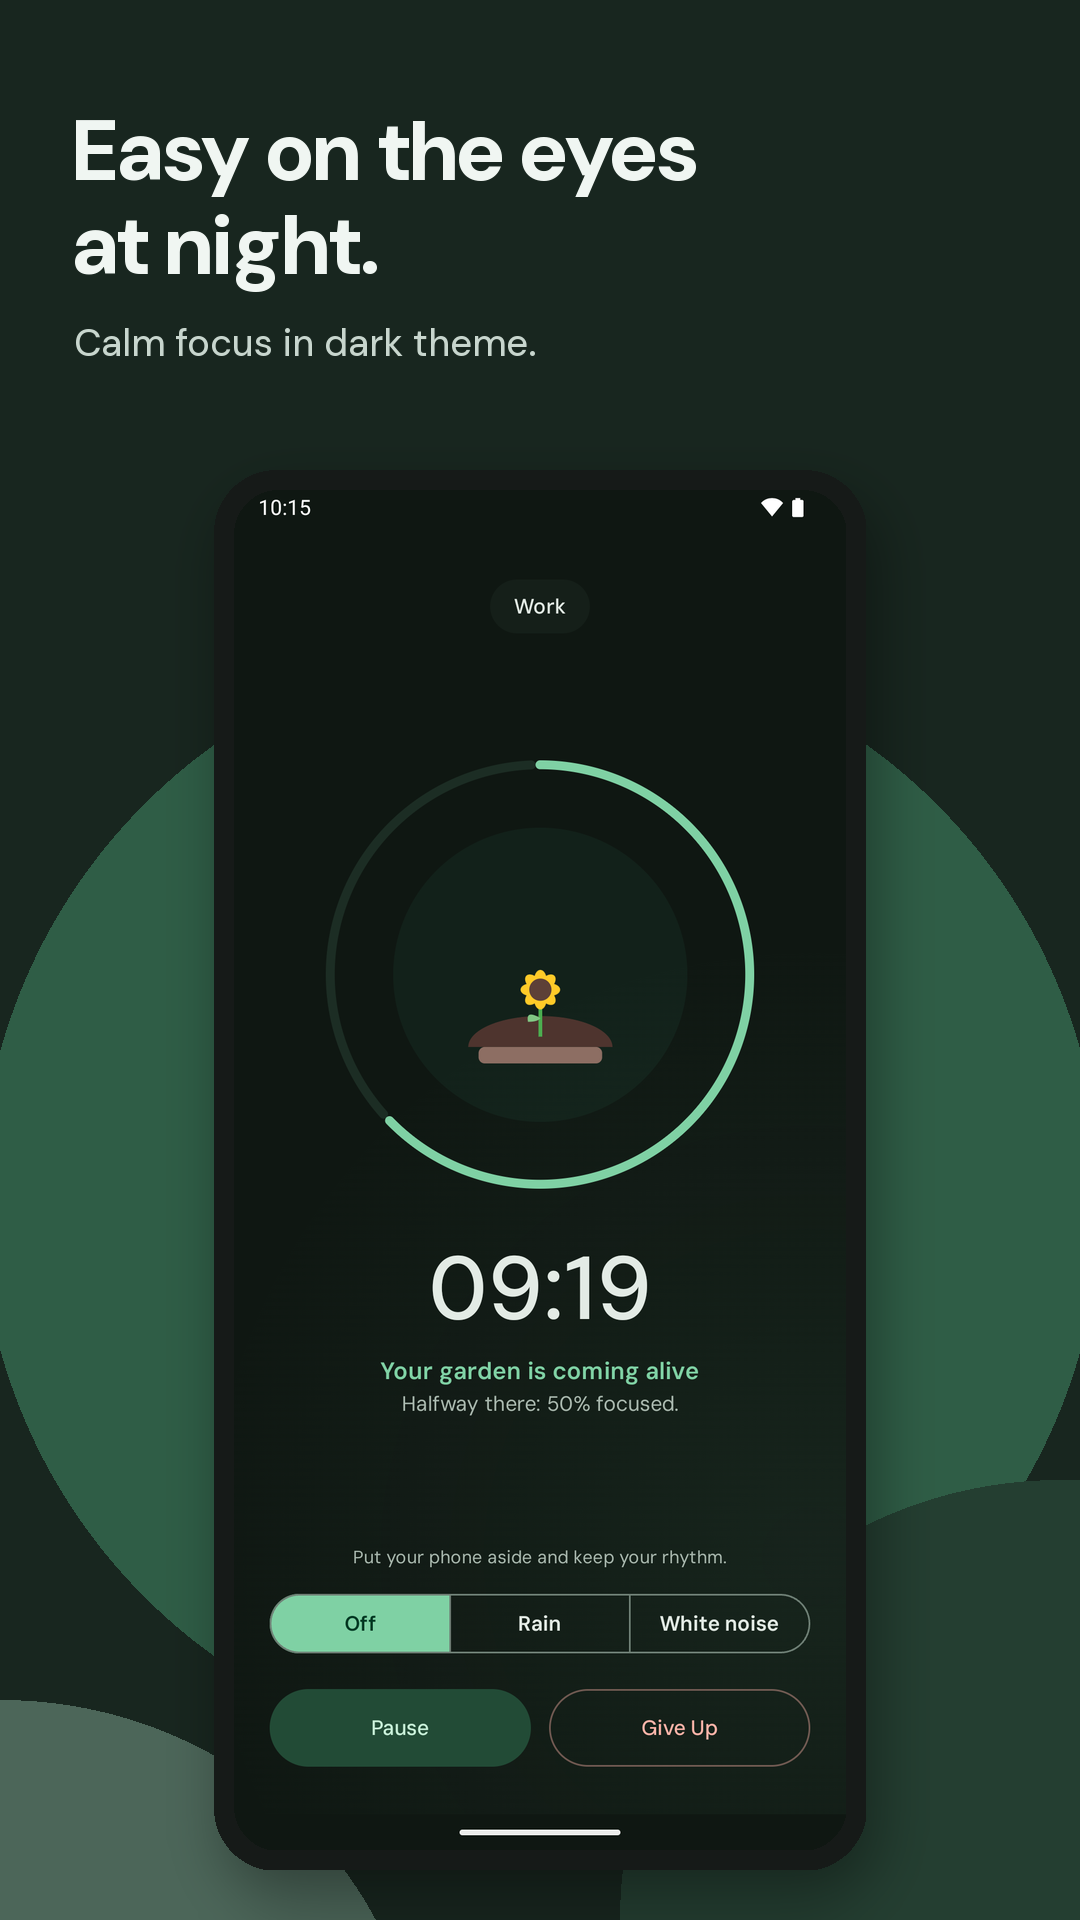 Easy on the eyes
at night.
Calm focus in dark theme.
10:15
Work
09:19
Your garden is coming alive
Halfway there: 50% focused.
Put your phone aside and keep your rhythm.
Off Rain White noise
Pause Give Up